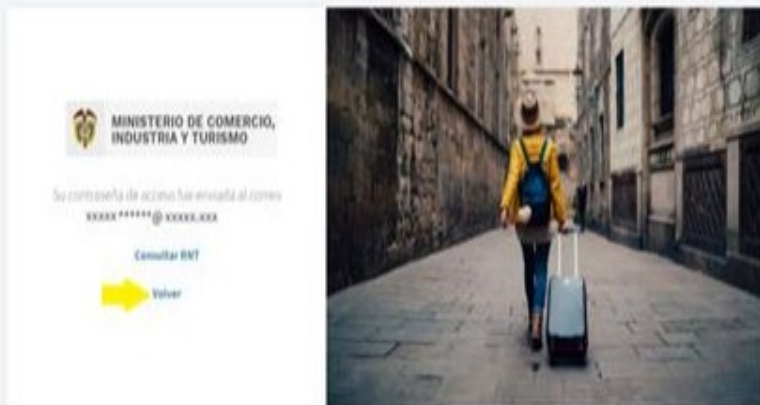 MINISTERIO DE COMERCIO,
INDUSTRIA Y TURISMO
Su contraseña de acceso fue enviada al correo
xxxxx ******@ xxxxx.xxx
Consultar RNT
Volver